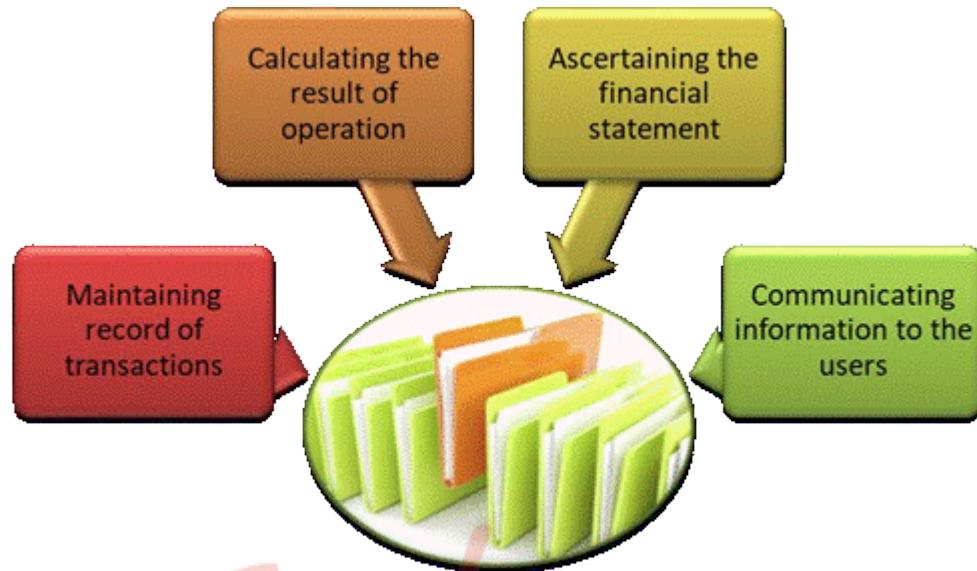 Calculating the
result of
operation
Ascertaining the
financial
statement
Maintaining
record of
transactions
Communicating
information to the
users